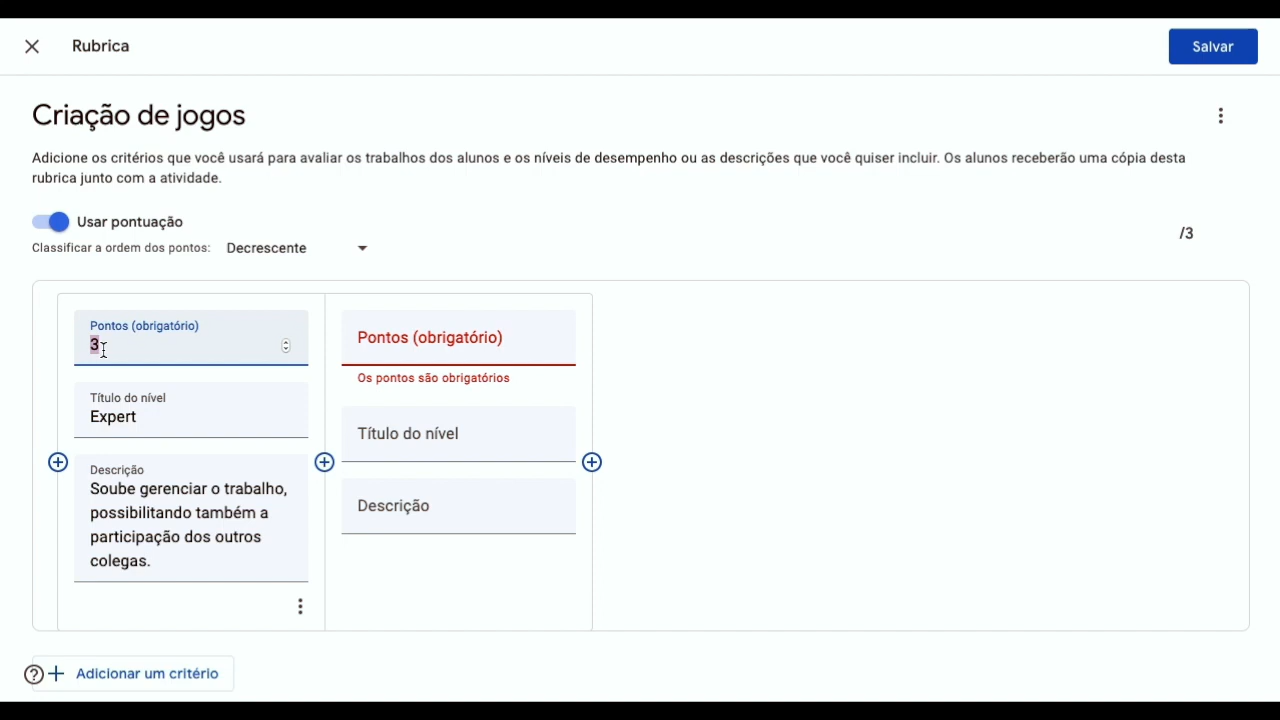 Rubrica
Salvar
Criação de jogos
Adicione os critérios que você usará para avaliar os trabalhos dos alunos e os níveis de desempenho ou as descrições que você quiser incluir. Os alunos receberão uma cópia desta
rubrica junto com a atividade.
Usar pontuação
/3
Classificar a ordem dos pontos: Decrescente
Pontos (obrigatório)
3
Título do nível
Expert
Descrição
Soube gerenciar o trabalho,
possibilitando também a
participação dos outros
colegas.
Pontos (obrigatório)
Os pontos são obrigatórios
Título do nível
Descrição
Adicionar um critério